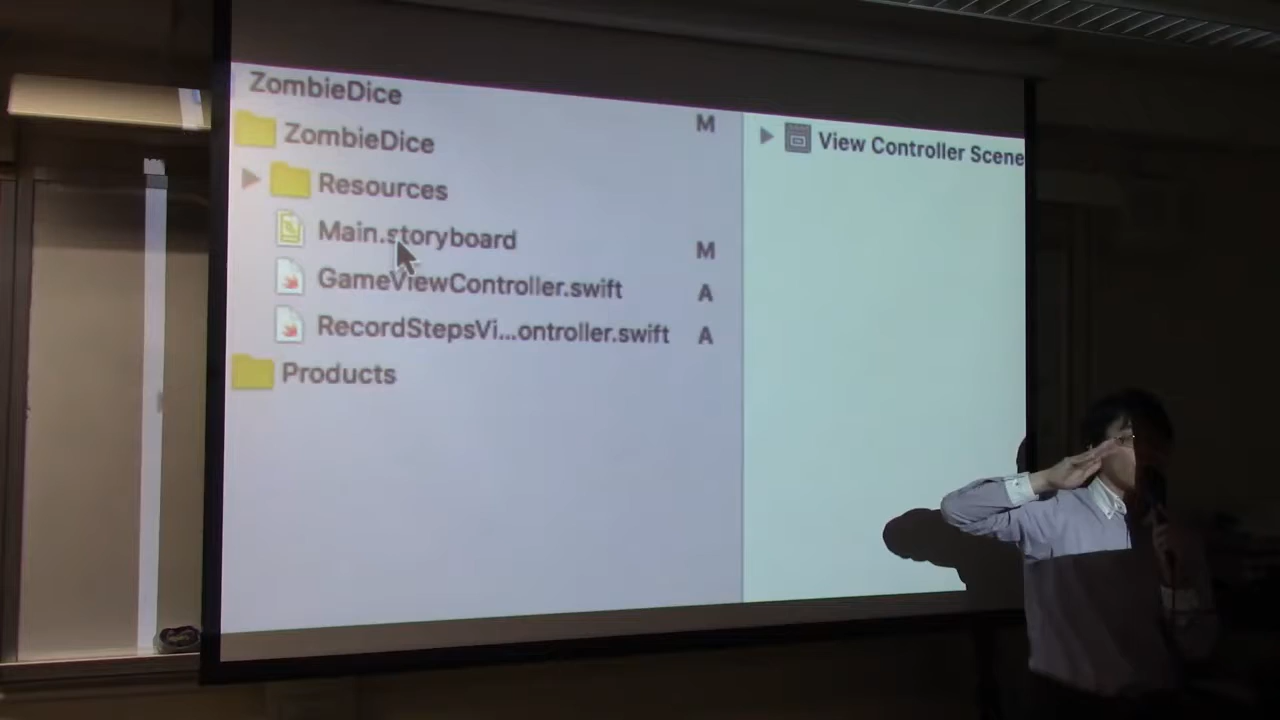 ZombieDice
ZombieDice M
Resources
Main.storyboard M
GameViewController.swift A
RecordStepsVi...ontroller.swift A
Products
View Controller Scene